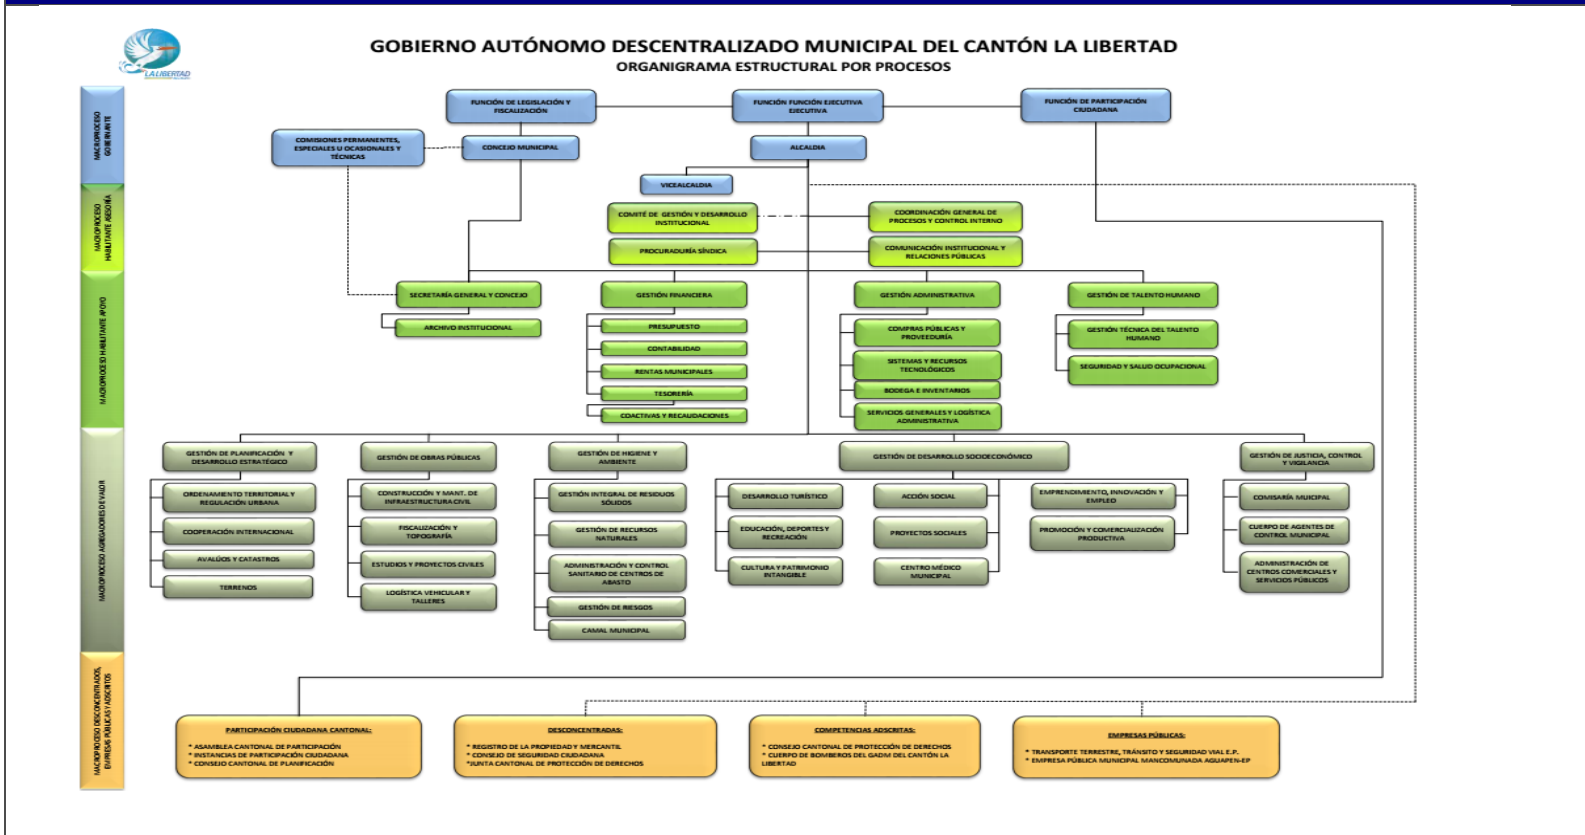 GOBIERNO AUTÓNOMO DESCENTRALIZADO MUNICIPAL DEL CANTÓN LA LIBERTAD
ORGANIGRAMA ESTRUCTURAL POR PROCESOS
LA LIBERTAD
MACROPROCESO
GOBERNANTE
FUNCIÓN DE LEGISLACIÓN Y
FISCALIZACIÓN
FUNCIÓN FUNCIÓN EJECUTIVA
EJECUTIVA
FUNCIÓN DE PARTICIPACIÓN
CIUDADANA
COMISIONES PERMANENTES,
ESPECIALES U OCASIONALES Y
TÉCNICAS
CONCEJO MUNICIPAL
ALCALDIA
VICEALCALDIA
MACROPROCESO
HABILITANTE ASESORÍA
COMITÉ DE GESTIÓN Y DESARROLLO
INSTITUCIONAL
COORDINACIÓN GENERAL DE
PROCESOS Y CONTROL INTERNO
PROCURADURÍA SÍNDICA
COMUNICACIÓN INSTITUCIONAL Y
RELACIONES PÚBLICAS
MACROPROCESO HABILITANTE APOYO
SECRETARÍA GENERAL Y CONCEJO
ARCHIVO INSTITUCIONAL
GESTIÓN FINANCIERA
PRESUPUESTO
CONTABILIDAD
RENTAS MUNICIPALES
TESORERÍA
COACTIVAS Y RECAUDACIONES
GESTIÓN ADMINISTRATIVA
COMPRAS PÚBLICAS Y
PROVEEDURÍA
SISTEMAS Y RECURSOS
TECNOLÓGICOS
BODEGA E INVENTARIOS
SERVICIOS GENERALES Y LOGÍSTICA
ADMINISTRATIVA
GESTIÓN DE TALENTO HUMANO
GESTIÓN TÉCNICA DEL TALENTO
HUMANO
SEGURIDAD Y SALUD OCUPACIONAL
MACROPROCESO AGREGADORES DE VALOR
GESTIÓN DE PLANIFICACIÓN Y
DESARROLLO ESTRATÉGICO
ORDENAMIENTO TERRITORIAL Y
REGULACIÓN URBANA
COOPERACIÓN INTERNACIONAL
AVALÚOS Y CATASTROS
TERRENOS
GESTIÓN DE OBRAS PÚBLICAS
CONSTRUCCIÓN Y MANT. DE
INFRAESTRUCTURA CIVIL
FISCALIZACIÓN Y
TOPOGRAFÍA
ESTUDIOS Y PROYECTOS CIVILES
LOGÍSTICA VEHICULAR Y
TALLERES
GESTIÓN DE HIGIENE Y
AMBIENTE
GESTIÓN INTEGRAL DE RESIDUOS
SÓLIDOS
GESTIÓN DE RECURSOS
NATURALES
ADMINISTRACIÓN Y CONTROL
SANITARIO DE CENTROS DE
ABASTO
GESTIÓN DE RIESGOS
CAMAL MUNICIPAL
GESTIÓN DE DESARROLLO SOCIOECONÓMICO
DESARROLLO TURÍSTICO
EDUCACIÓN, DEPORTES Y
RECREACIÓN
CULTURA Y PATRIMONIO
INTANGIBLE
ACCIÓN SOCIAL
PROYECTOS SOCIALES
CENTRO MÉDICO
MUNICIPAL
EMPRENDIMIENTO, INNOVACIÓN Y
EMPLEO
PROMOCIÓN Y COMERCIALIZACIÓN
PRODUCTIVA
GESTIÓN DE JUSTICIA, CONTROL
Y VIGILANCIA
COMISARÍA MUICIPAL
CUERPO DE AGENTES DE
CONTROL MUNICIPAL
ADMINISTRACIÓN DE
CENTROS COMERCIALES Y
SERVICIOS PÚBLICOS
MACROPROCESO DESCONCENTRADOS,
EMPRESAS PÚBLICAS Y ADSCRITOS
PARTICIPACIÓN CIUDADANA CANTONAL:
* ASAMBLEA CANTONAL DE PARTICIPACIÓN
* INSTANCIAS DE PARTICIPACIÓN CIUDADANA
* CONSEJO CANTONAL DE PLANIFICACIÓN
DESCONCENTRADAS:
* REGISTRO DE LA PROPIEDAD Y MERCANTIL
* CONSEJO DE SEGURIDAD CIUDADANA
*JUNTA CANTONAL DE PROTECCIÓN DE DERECHOS
COMPETENCIAS ADSCRITAS:
* CONSEJO CANTONAL DE PROTECCIÓN DE DERECHOS
* CUERPO DE BOMBEROS DEL GADM DEL CANTÓN LA
LIBERTAD
EMPRESAS PÚBLICAS:
* TRANSPORTE TERRESTRE, TRÁNSITO Y SEGURIDAD VIAL E.P.
* EMPRESA PÚBLICA MUNICIPAL MANCOMUNADA AGUAPEN-EP